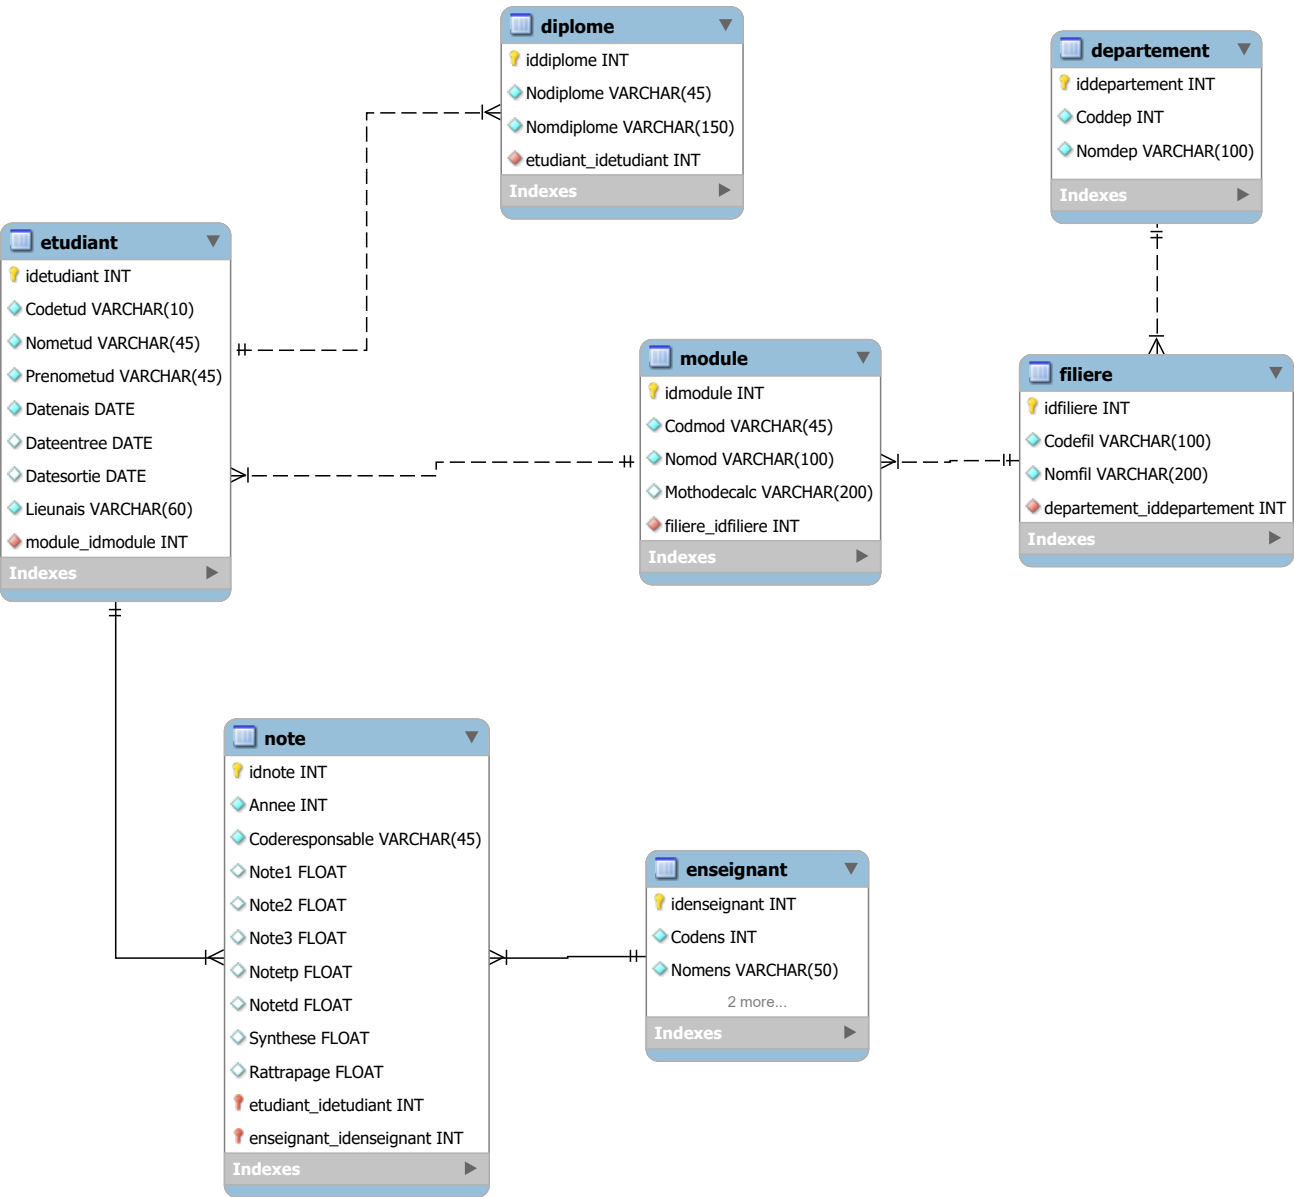 diplome
iddiplome INT
Nodiplome VARCHAR(45)
Nomdiplome VARCHAR(150)
etudiant_idetudiant INT
Indexes
departement
iddepartement INT
Coddep INT
Nomdep VARCHAR(100)
Indexes
etudiant
idetudiant INT
Codetud VARCHAR(10)
Nometud VARCHAR(45)
Prenometud VARCHAR(45)
Datenais DATE
Dateentree DATE
Datesortie DATE
Lieunais VARCHAR(60)
module_idmodule INT
Indexes
module
idmodule INT
Codmod VARCHAR(45)
Nomod VARCHAR(100)
Mothodecalc VARCHAR(200)
filiere_idfiliere INT
Indexes
filiere
idfiliere INT
Codefil VARCHAR(100)
Nomfil VARCHAR(200)
departement_iddepartement INT
Indexes
note
idnote INT
Annee INT
Coderesponsable VARCHAR(45)
Note1 FLOAT
Note2 FLOAT
Note3 FLOAT
Notetp FLOAT
Notetd FLOAT
Synthese FLOAT
Rattrapage FLOAT
etudiant_idetudiant INT
enseignant_idenseignant INT
Indexes
enseignant
idenseignant INT
Codens INT
Nomens VARCHAR(50)
2 more...
Indexes